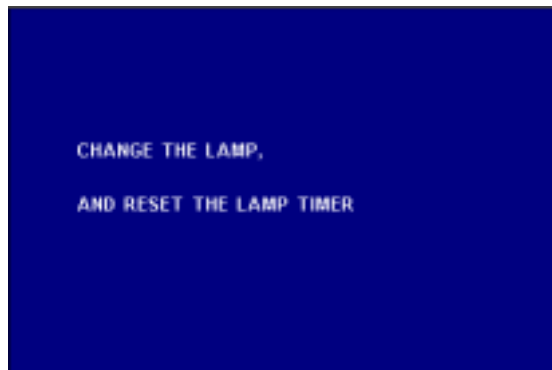 CHANGE THE LAMP,
AND RESET THE LAMP TIMER